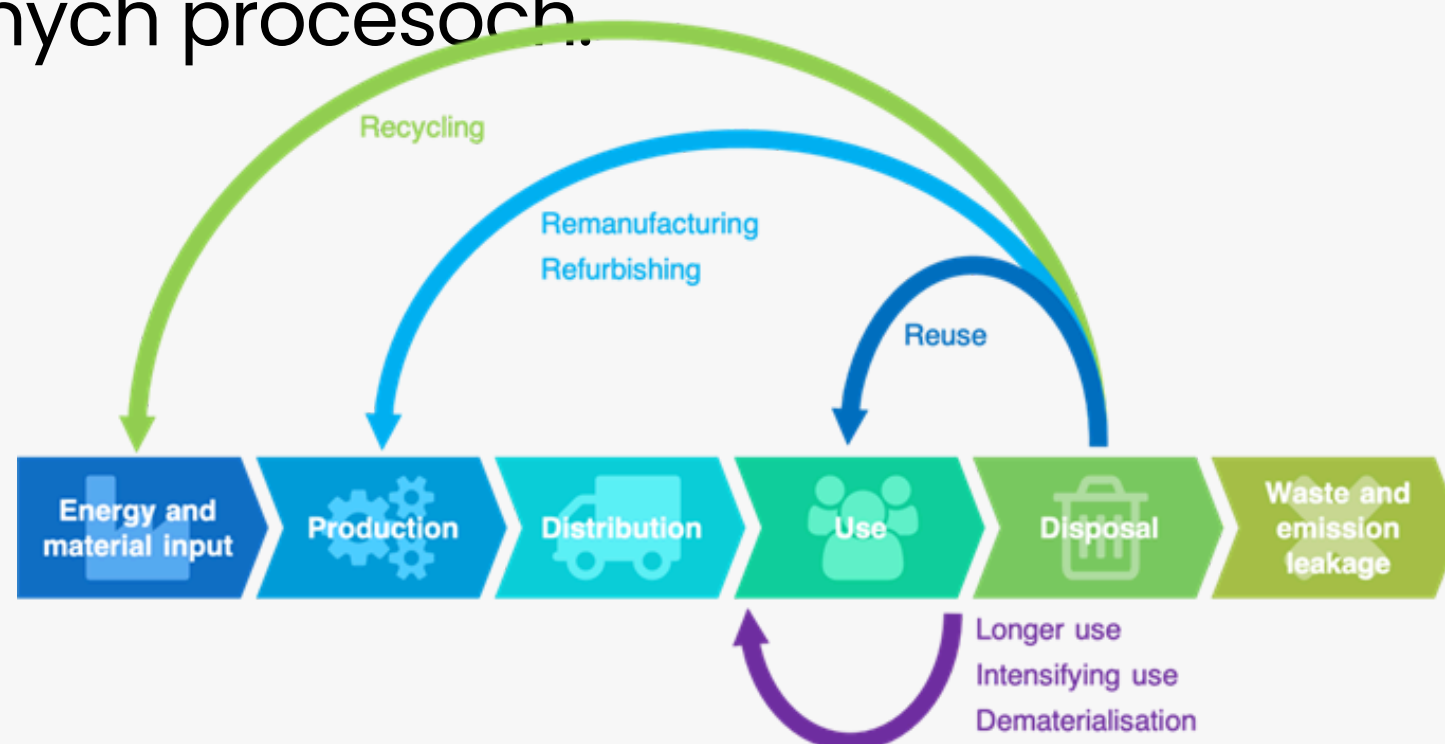 nych procesoch.
Recycling
Remanufacturing
Refurbishing
Reuse
Energy and
material input
Production
Distribution
Use
Disposal
Waste and
emission
leakage
Longer use
Intensifying use
Dematerialisation